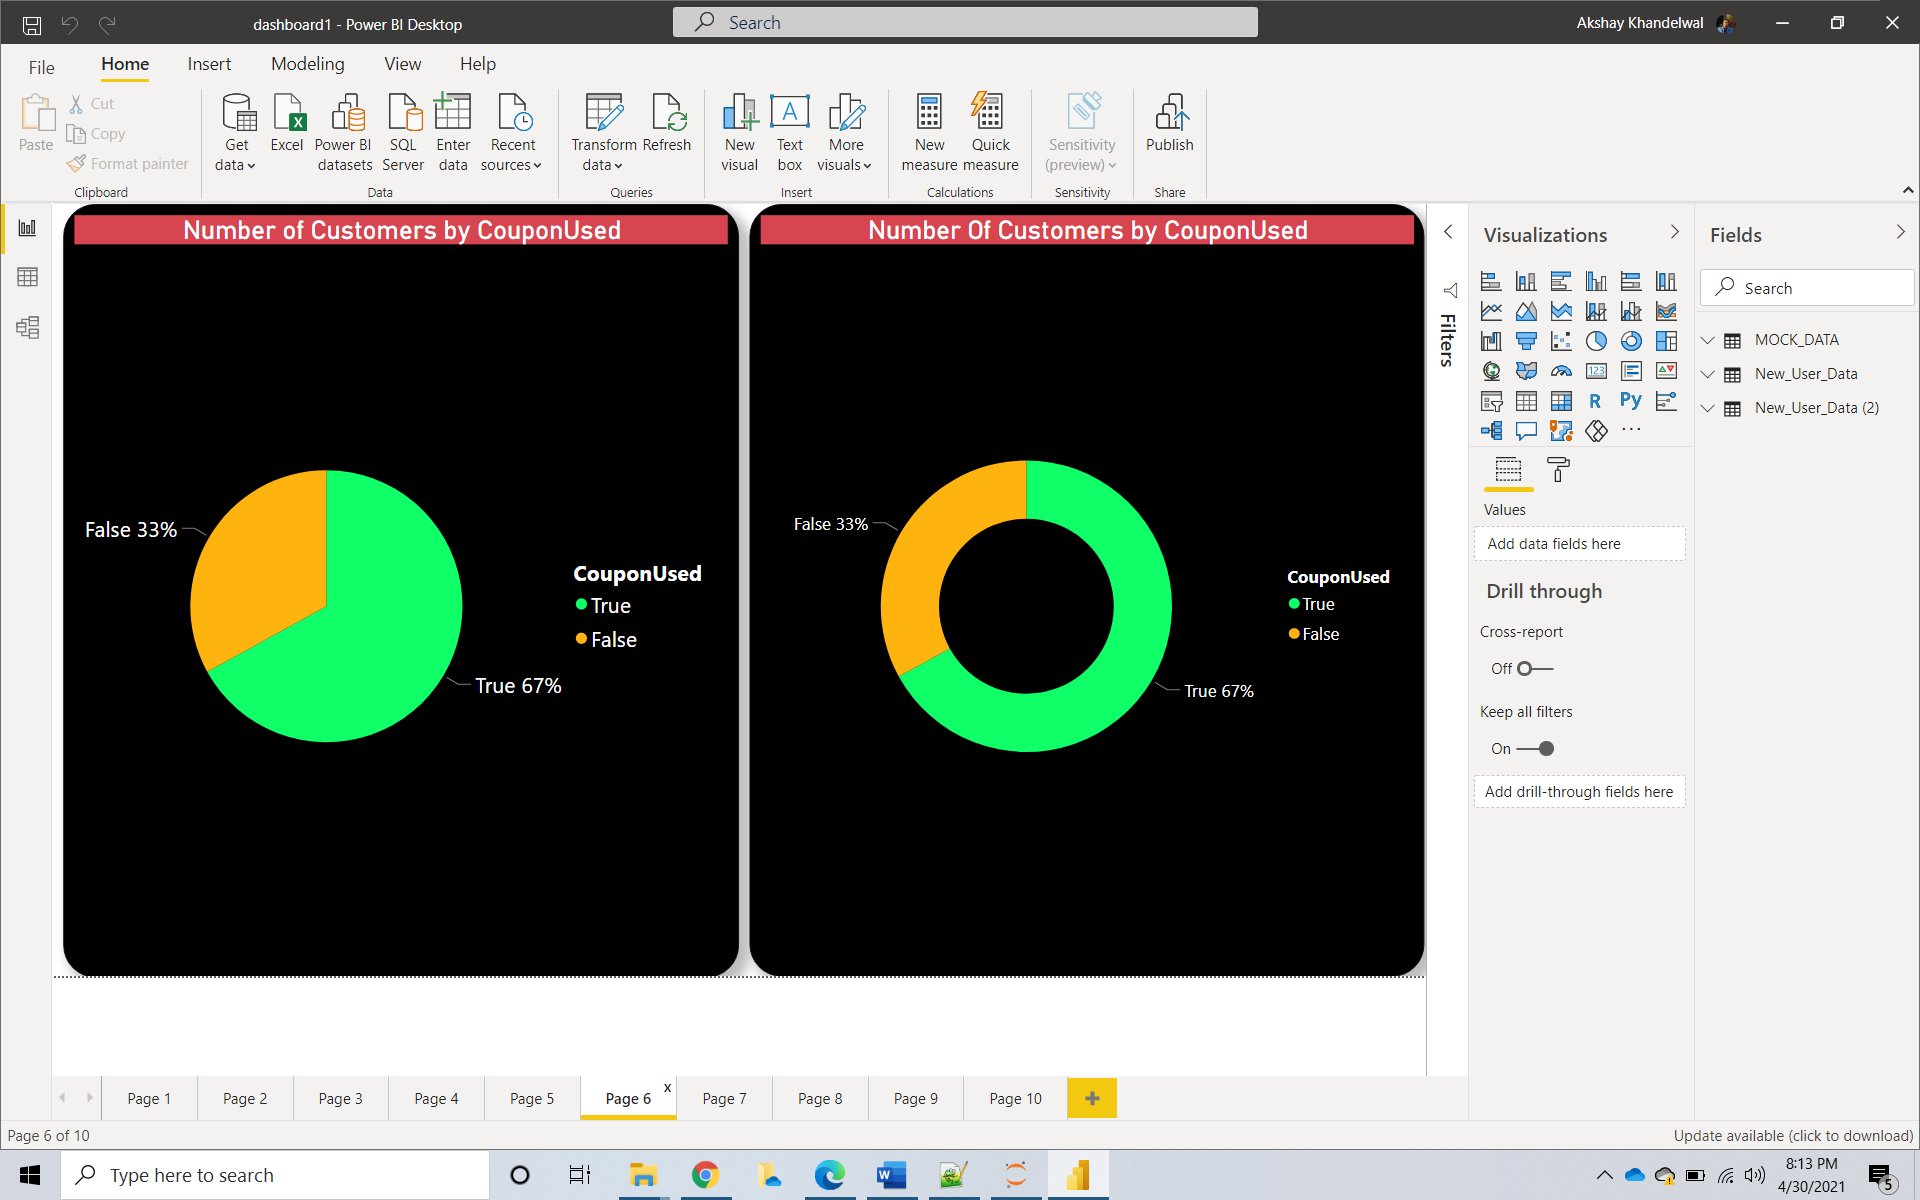 dashboard1 - Power BI Desktop
Search
Akshay Khandelwal
File
Home
Insert
Modeling
View
Help
Paste
Cut
Copy
Format painter
Clipboard
Get data
Excel
Power BI datasets
SQL Server
Enter data
Recent sources
Data
Transform data
Refresh
Queries
New visual
Text box
More visuals
Insert
New measure
Quick measure
Calculations
Sensitivity (preview)
Sensitivity
Publish
Share
Number of Customers by CouponUsed
False 33%
True 67%
CouponUsed
True
False
Number Of Customers by CouponUsed
False 33%
True 67%
CouponUsed
True
False
Filters
Visualizations
123
R
Py
Values
Add data fields here
Drill through
Cross-report
Off
Keep all filters
On
Add drill-through fields here
Fields
Search
MOCK_DATA
New_User_Data
New_User_Data (2)
Page 1
Page 2
Page 3
Page 4
Page 5
Page 6
x
Page 7
Page 8
Page 9
Page 10
+
Page 6 of 10
Update available (click to download)
Type here to search
8:13 PM
4/30/2021
5